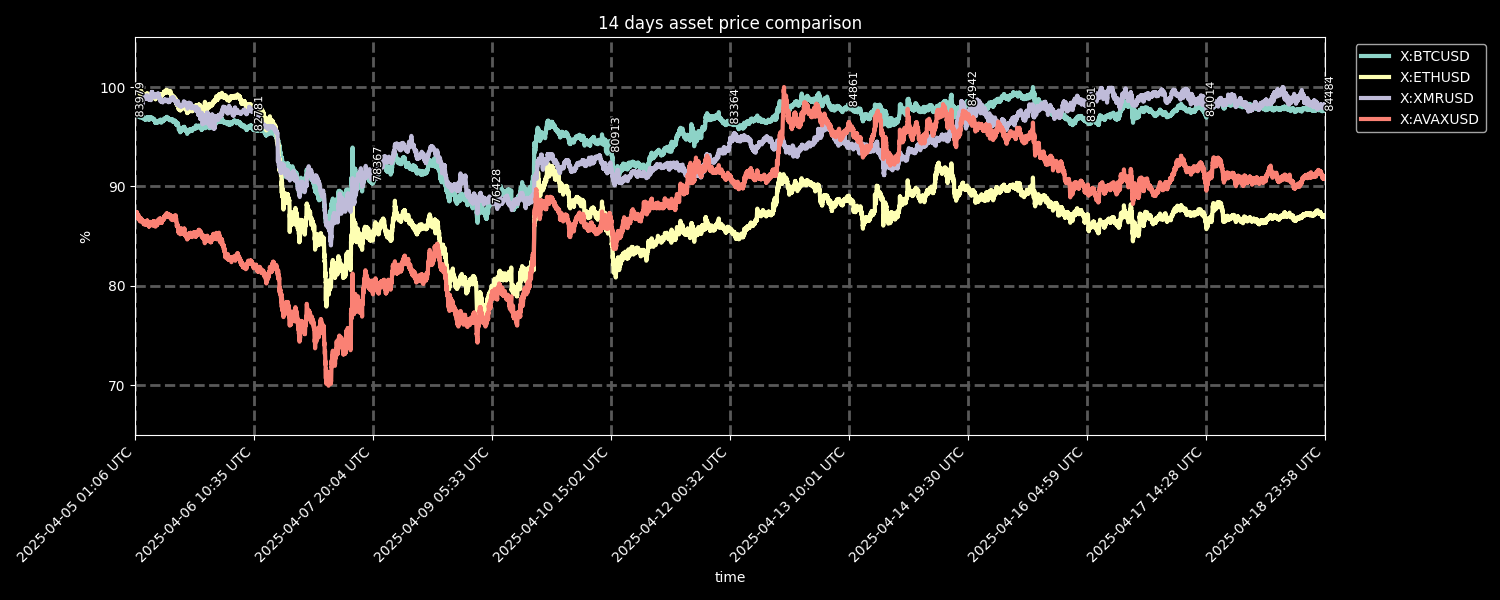 14 days asset price comparison
X:BTCUSD
X:ETHUSD
X:XMRUSD
X:AVAXUSD
100
90
80
70
%
83979
82781
78367
76428
80913
83364
84861
84942
83581
84014
84484
2025-04-05 01:06 UTC
2025-04-06 10:35 UTC
2025-04-07 20:04 UTC
2025-04-09 05:33 UTC
2025-04-10 15:02 UTC
2025-04-12 00:32 UTC
2025-04-13 10:01 UTC
2025-04-14 19:30 UTC
2025-04-16 04:59 UTC
2025-04-17 14:28 UTC
2025-04-18 23:58 UTC
time